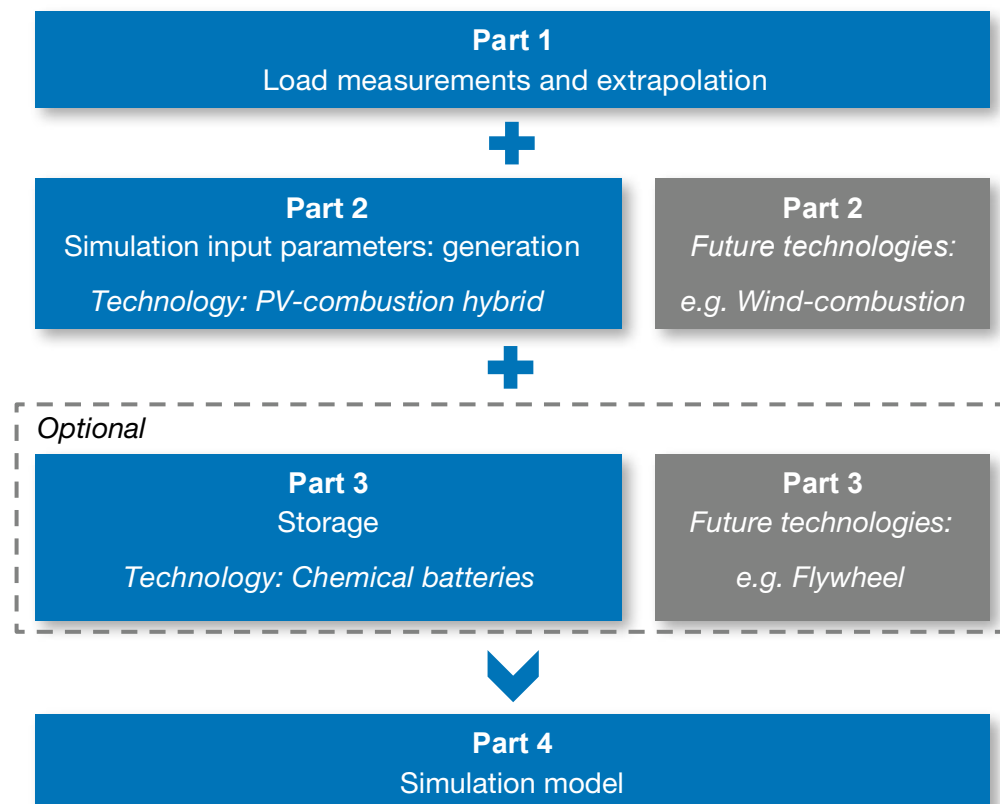 Part 1
Load measurements and extrapolation
Part 2
Simulation input parameters: generation
Technology: PV-combustion hybrid
Part 2
Future technologies:
e.g. Wind-combustion
Optional
Part 3
Storage
Technology: Chemical batteries
Part 3
Future technologies:
e.g. Flywheel
Part 4
Simulation model